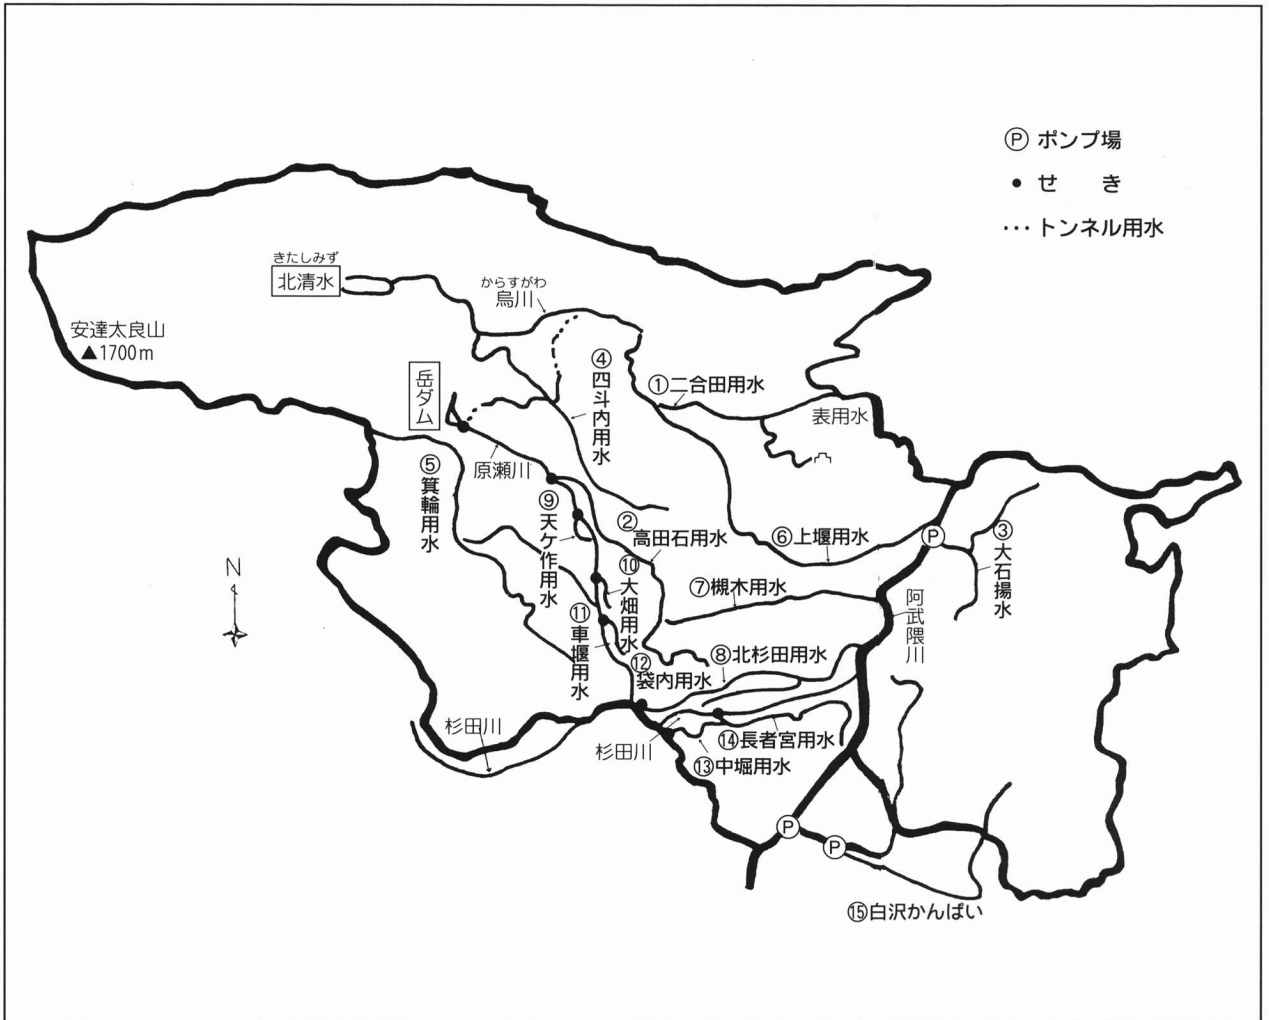 Ⓟ ポンプ場
● せき
… トンネル用水
きたしみず
北清水
からすがわ
烏川
安達太良山
▲1700m
岳ダム
④四斗内用水
①二合田用水
表用水
原瀬川
⑤箕輪用水
⑨天ケ作用水
②高田石用水
⑥上堰用水
Ⓟ
③大石揚水
N
⑩大畑用水
⑦槻木用水
阿武隈川
⑪車堰用水
⑧北杉田用水
⑫袋内用水
杉田川
杉田川
⑭長者宮用水
⑬中堀用水
Ⓟ
Ⓟ
⑮白沢かんぱい